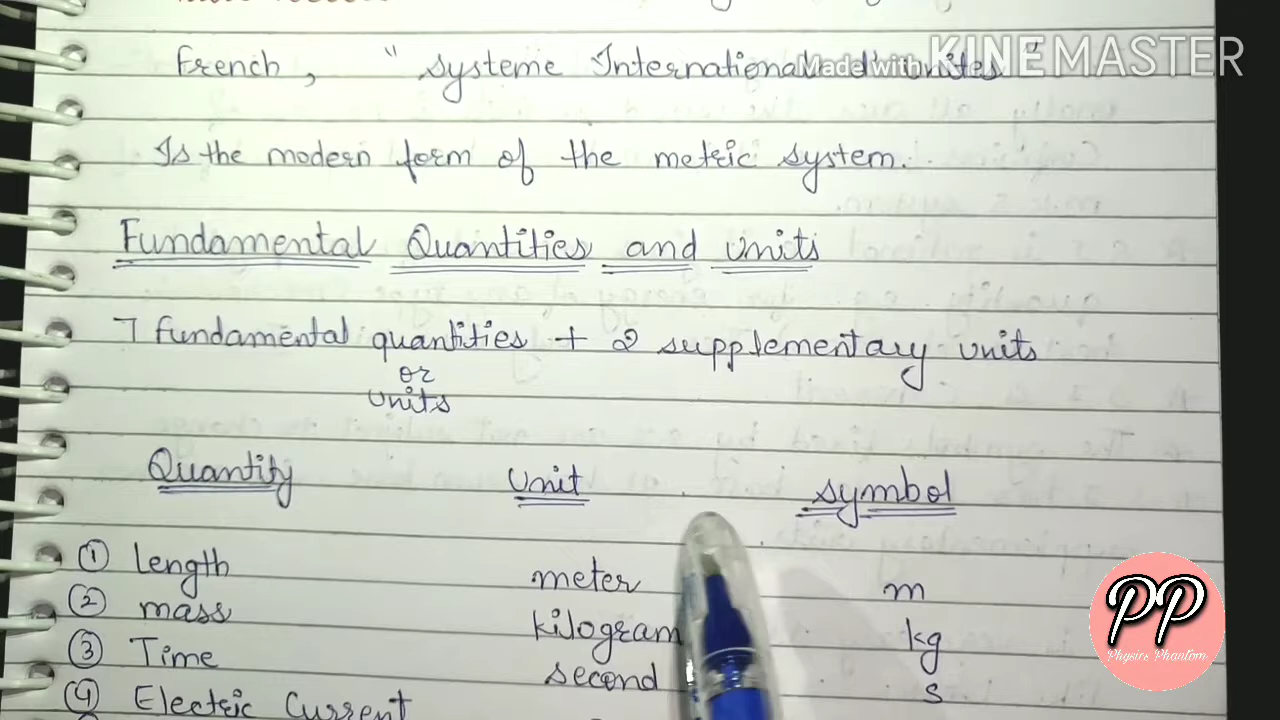 French, " Systeme International d'unites "
Made with KINEMASTER
Is the modern form of the metric system.
Fundamental Quantities and Units
7 fundamental quantities + 2 supplementary units
or
units
Quantity Unit Symbol
① Length meter m
② mass kilogram kg
③ Time second s
④ Electric Current
PP
Physics Phantom